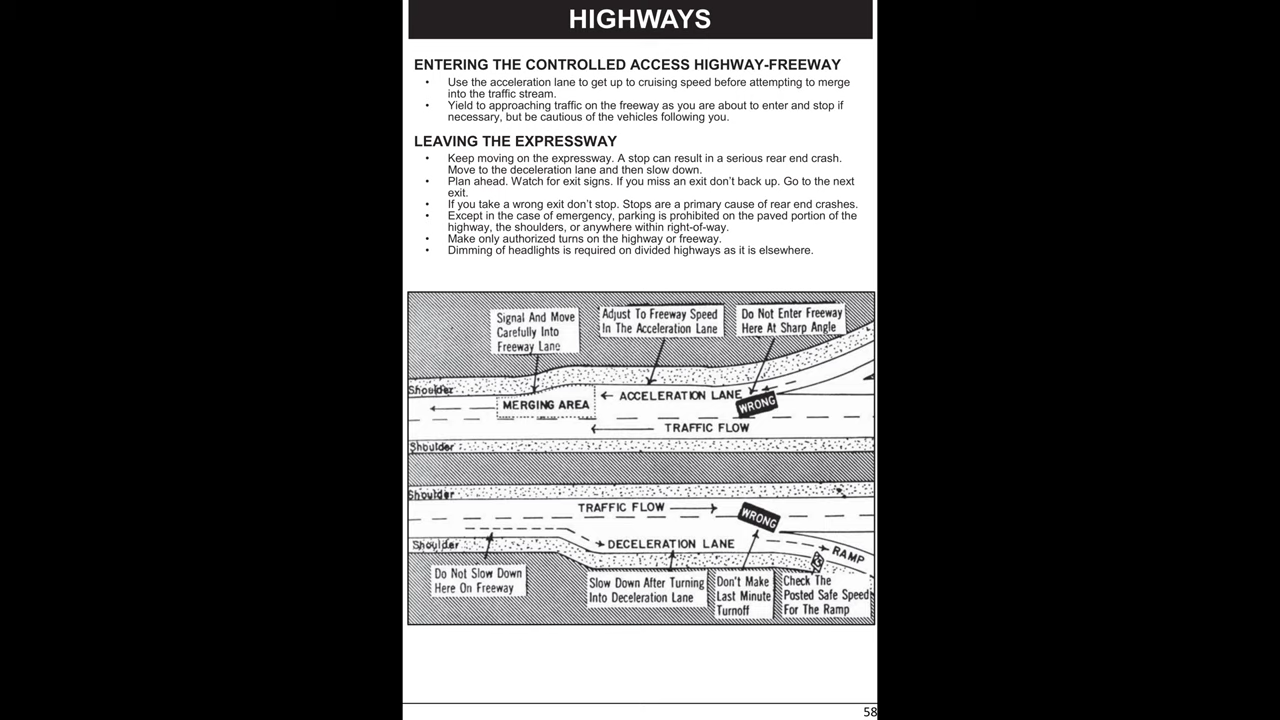 HIGHWAYS
ENTERING THE CONTROLLED ACCESS HIGHWAY-FREEWAY
• Use the acceleration lane to get up to cruising speed before attempting to merge
into the traffic stream.
• Yield to approaching traffic on the freeway as you are about to enter and stop if
necessary, but be cautious of the vehicles following you.
LEAVING THE EXPRESSWAY
• Keep moving on the expressway. A stop can result in a serious rear end crash.
Move to the deceleration lane and then slow down.
• Plan ahead. Watch for exit signs. If you miss an exit don’t back up. Go to the next
exit.
• If you take a wrong exit don’t stop. Stops are a primary cause of rear end crashes.
• Except in the case of emergency, parking is prohibited on the paved portion of the
highway, the shoulders, or anywhere within right-of-way.
• Make only authorized turns on the highway or freeway.
• Dimming of headlights is required on divided highways as it is elsewhere.
Signal And Move
Carefully Into
Freeway Lane
Adjust To Freeway Speed
In The Acceleration Lane
Do Not Enter Freeway
Here At Sharp Angle
Shoulder
MERGING AREA
ACCELERATION LANE
WRONG
TRAFFIC FLOW
Shoulder
Shoulder
TRAFFIC FLOW
WRONG
Shoulder
DECELERATION LANE
RAMP
Do Not Slow Down
Here On Freeway
Slow Down After Turning
Into Deceleration Lane
Don't Make
Last Minute
Turnoff
Check The
Posted Safe Speed
For The Ramp
58